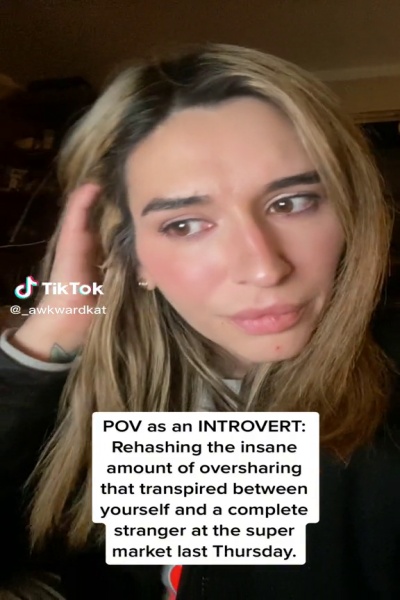 TikTok
@_awkwardkat
POV as an INTROVERT:
Rehashing the insane
amount of oversharing
that transpired between
yourself and a complete
stranger at the super
market last Thursday.